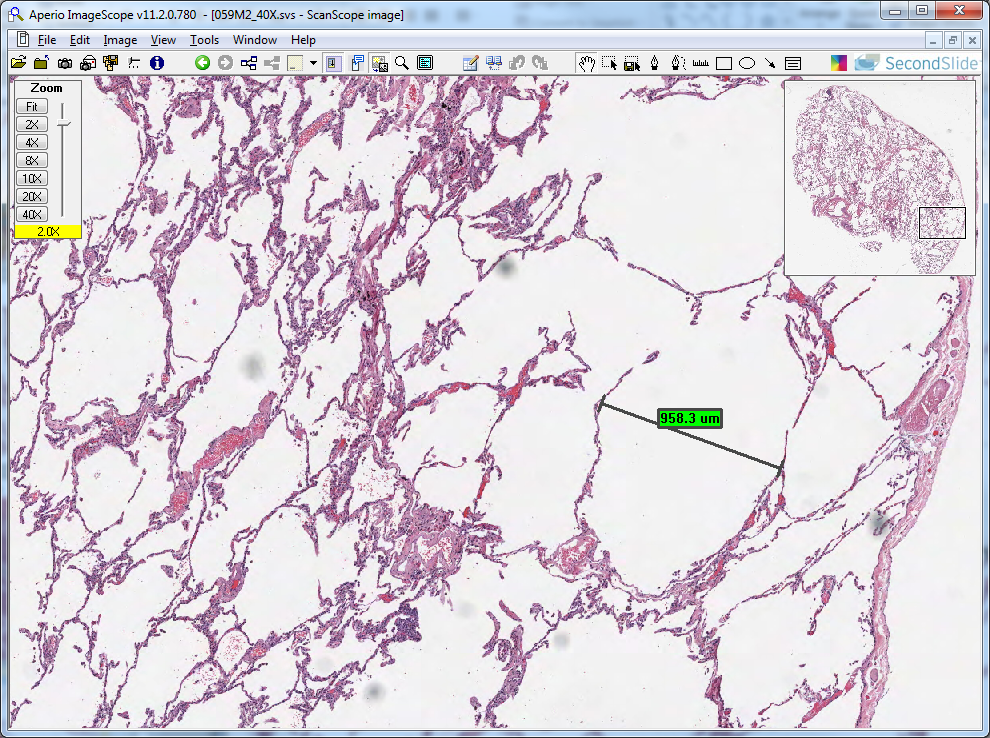 Aperio ImageScope v11.2.0.780 - [059M2_40X.svs - ScanScope image]
File Edit Image View Tools Window Help
SecondSlide
Zoom
Fit
2X
4X
8X
10X
20X
40X
2.0X
958.3 um